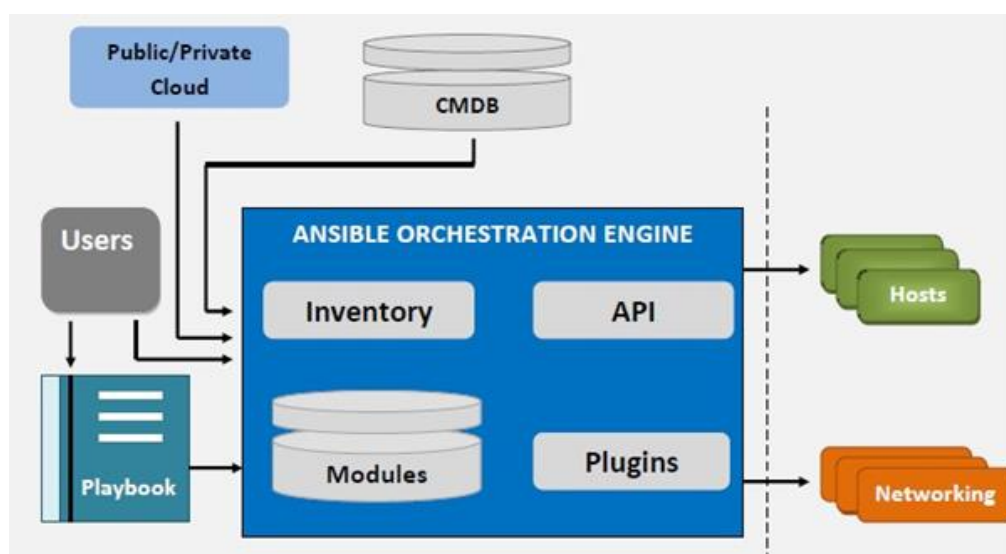 Public/Private
Cloud
CMDB
Users
ANSIBLE ORCHESTRATION ENGINE
Inventory
API
Hosts
Modules
Plugins
Playbook
Networking